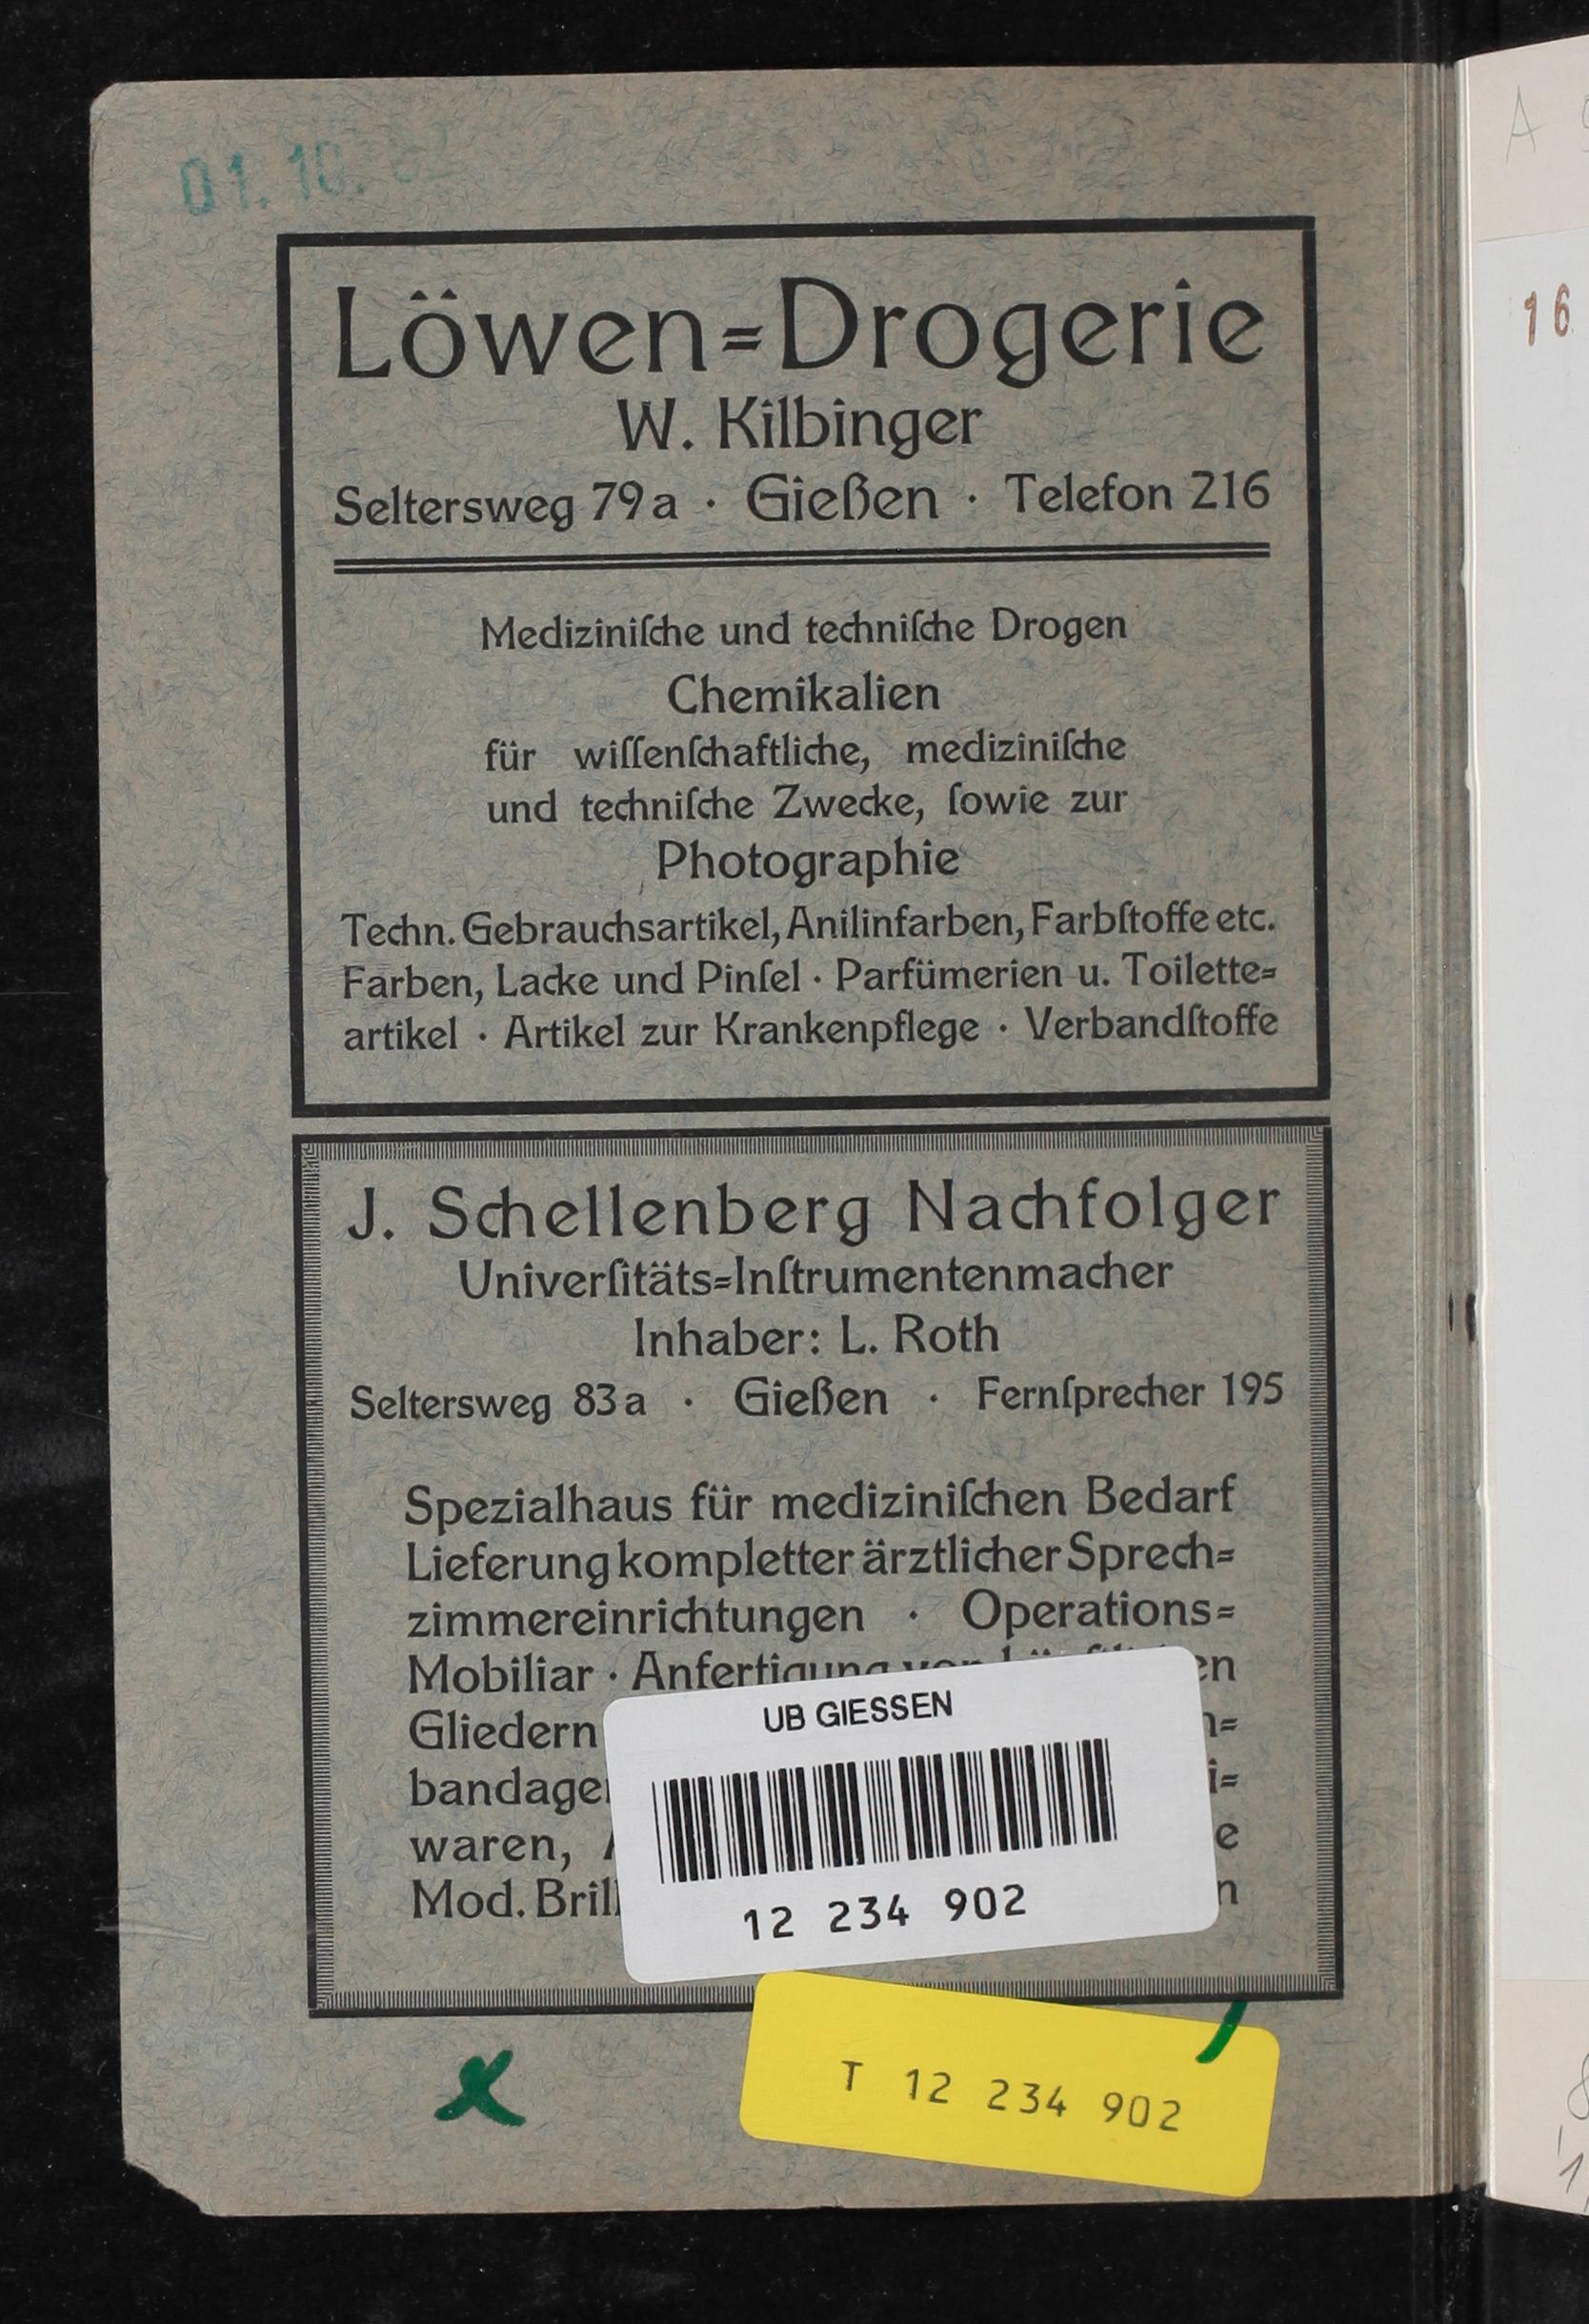 01. 10.
Löwen=Drogerie
W. Kilbinger
Seltersweg 79a · Gießen · Telefon 216
Mediziniſche und techniſche Drogen
Chemikalien
für wiſſenſchaftliche, mediziniſche
und techniſche Zwecke, ſowie zur
Photographie
Techn. Gebrauchsartikel, Anilinfarben, Farbſtoffe etc.
Farben, Lacke und Pinſel · Parfümerien u. Toilette=
artikel · Artikel zur Krankenpflege · Verbandſtoffe
J. Schellenberg Nachfolger
Univerſitäts=Inſtrumentenmacher
Inhaber: L. Roth
Seltersweg 83a · Gießen · Fernſprecher 195
Spezialhaus für mediziniſchen Bedarf
Lieferung kompletter ärztlicher Sprech=
zimmereinrichtungen · Operations=
Mobiliar · Anfertigung von
Gliedern
waren,
Mod.
UB GIESSEN
12 234 902
T 12 234 902
x
16
A